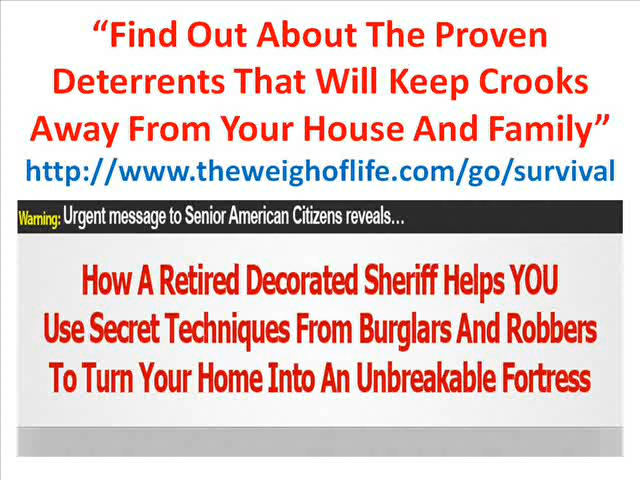 “Find Out About The Proven
Deterrents That Will Keep Crooks
Away From Your House And Family”
http://www.theweighoflife.com/go/survival
Warning: Urgent message to Senior American Citizens reveals...
How A Retired Decorated Sheriff Helps YOU
Use Secret Techniques From Burglars And Robbers
To Turn Your Home Into An Unbreakable Fortress